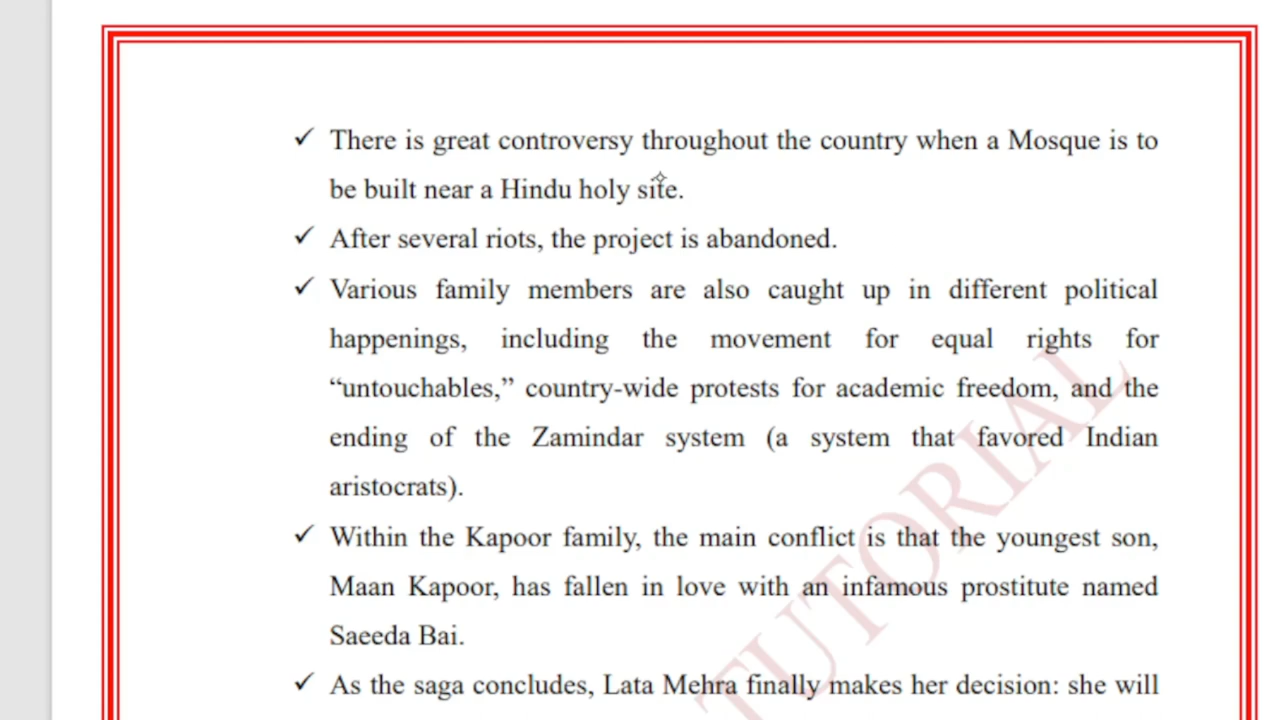 ✓ There is great controversy throughout the country when a Mosque is to
be built near a Hindu holy site.
✓ After several riots, the project is abandoned.
✓ Various family members are also caught up in different political
happenings, including the movement for equal rights for
“untouchables,” country-wide protests for academic freedom, and the
ending of the Zamindar system (a system that favored Indian
aristocrats).
✓ Within the Kapoor family, the main conflict is that the youngest son,
Maan Kapoor, has fallen in love with an infamous prostitute named
Saeeda Bai.
✓ As the saga concludes, Lata Mehra finally makes her decision: she will
TUTORIAL